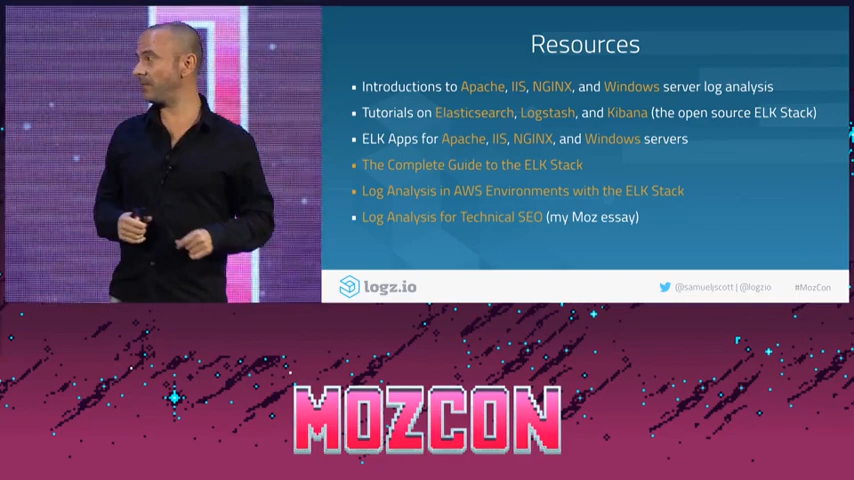 Resources
▪ Introductions to Apache, IIS, NGINX, and Windows server log analysis
▪ Tutorials on Elasticsearch, Logstash, and Kibana (the open source ELK Stack)
▪ ELK Apps for Apache, IIS, NGINX, and Windows servers
▪ The Complete Guide to the ELK Stack
▪ Log Analysis in AWS Environments with the ELK Stack
▪ Log Analysis for Technical SEO (my Moz essay)
logz.io
@samueljscott | @logzio
#MozCon
MOZCON